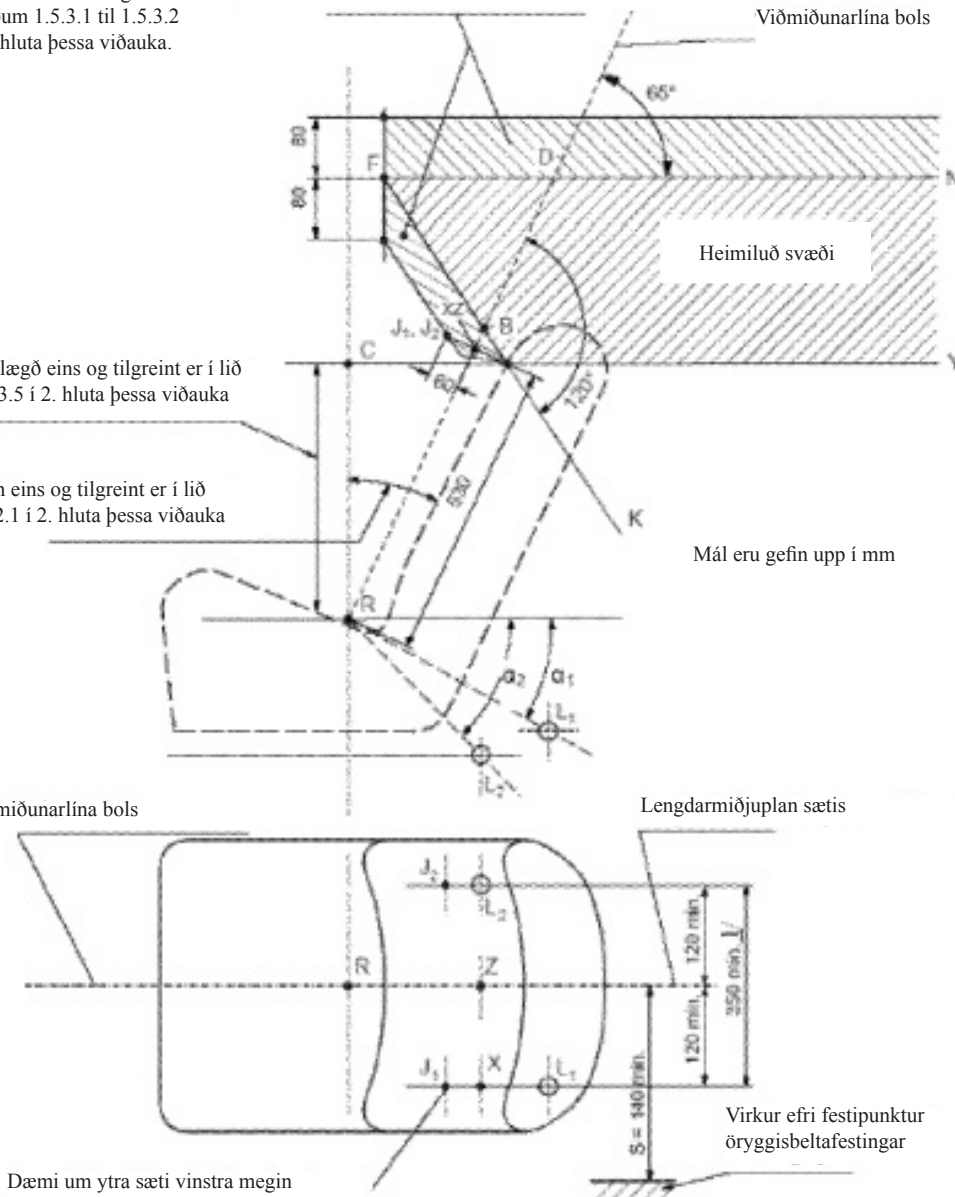 um 1.5.3.1 til 1.5.3.2
hluta þessa viðauka.
Viðmiðunarlína bols
65°
80
F
D
N
80
Heimiluð svæði
XZ
B
J₁, J₂
C
Y
60
120°
lægð eins og tilgreint er í lið
3.5 í 2. hluta þessa viðauka
530
n eins og tilgreint er í lið
2.1 í 2. hluta þessa viðauka
K
Mál eru gefin upp í mm
R
α₂
α₁
L₁
L₂
miðunarlína bols
Lengdarmiðjuplan sætis
J₂
L₂
120 min.
350 min. 1/
R
Z
120 min.
J₁
X
L₁
S = 140 min.
Virkur efri festipunktur
öryggisbeltafestingar
Dæmi um ytra sæti vinstra megin